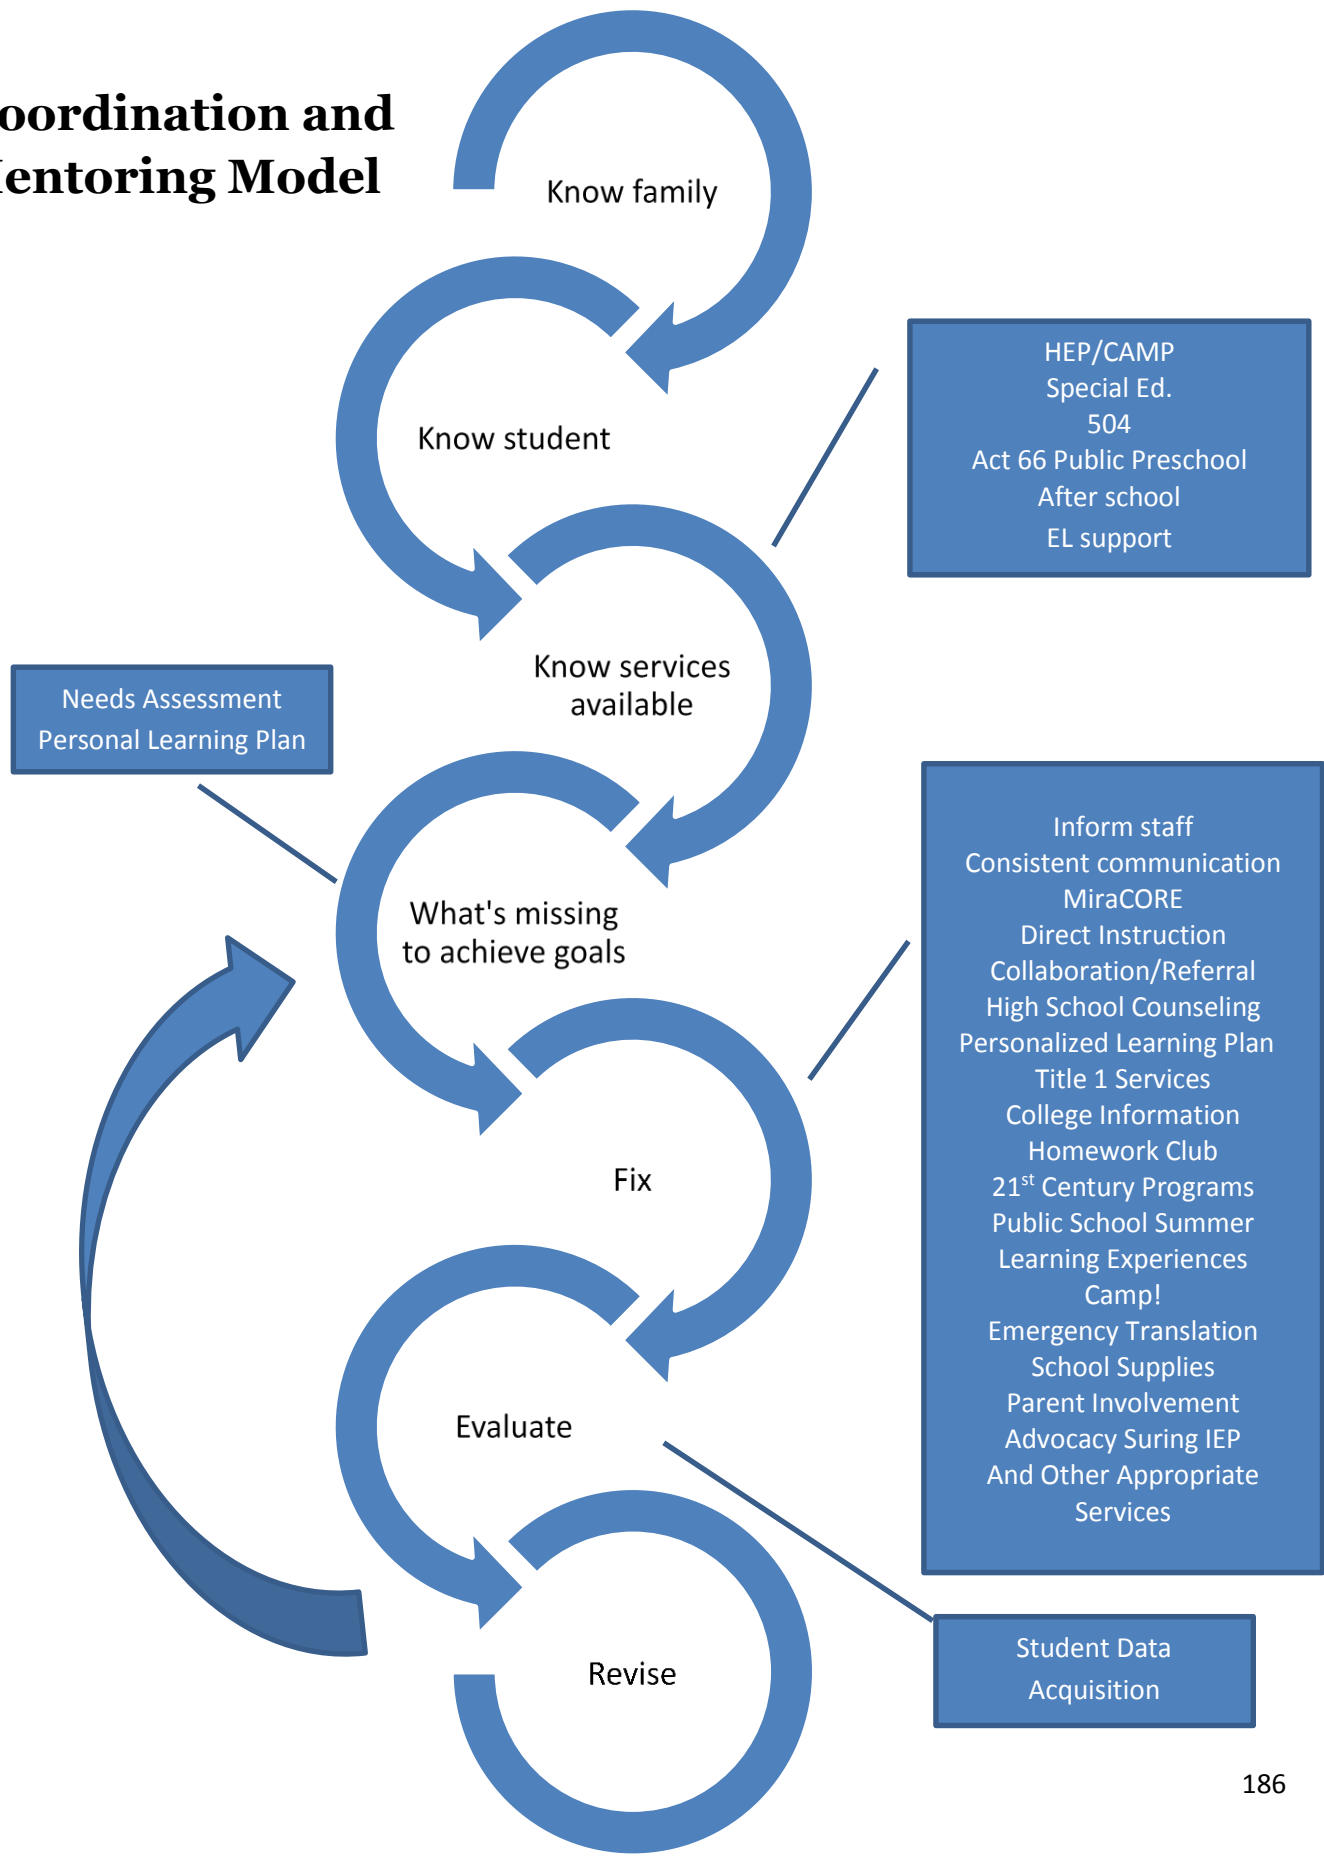 oordination and
entoring Model
Know family
Know student
HEP/CAMP
Special Ed.
504
Act 66 Public Preschool
After school
EL support
Know services
available
Needs Assessment
Personal Learning Plan
What's missing
to achieve goals
Inform staff
Consistent communication
MiraCORE
Direct Instruction
Collaboration/Referral
High School Counseling
Personalized Learning Plan
Title 1 Services
College Information
Homework Club
21st Century Programs
Public School Summer
Learning Experiences
Camp!
Emergency Translation
School Supplies
Parent Involvement
Advocacy Suring IEP
And Other Appropriate
Services
Fix
Evaluate
Student Data
Acquisition
Revise
186